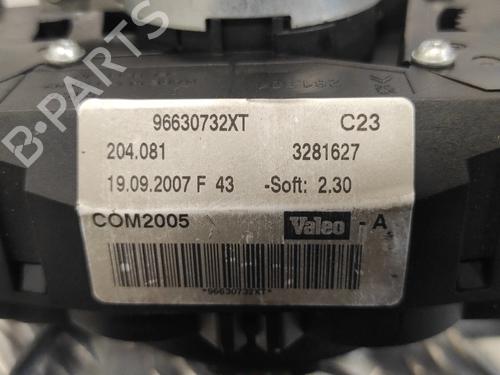 B-PARTS
96630732XT C23
204.081 3281627
19.09.2007 F 43 -Soft: 2.30
COM2005 Valeo - A
*96630732XT*